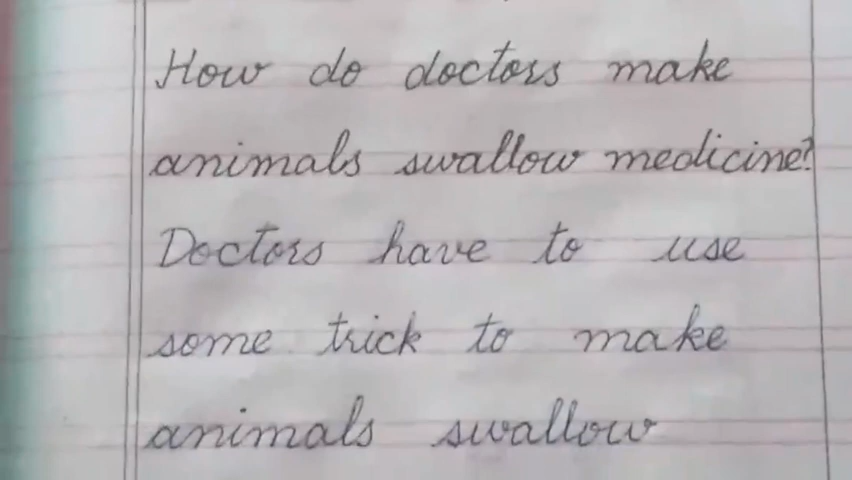 How do doctors make
animals swallow medicine?
Doctors have to use
some trick to make
animals swallow